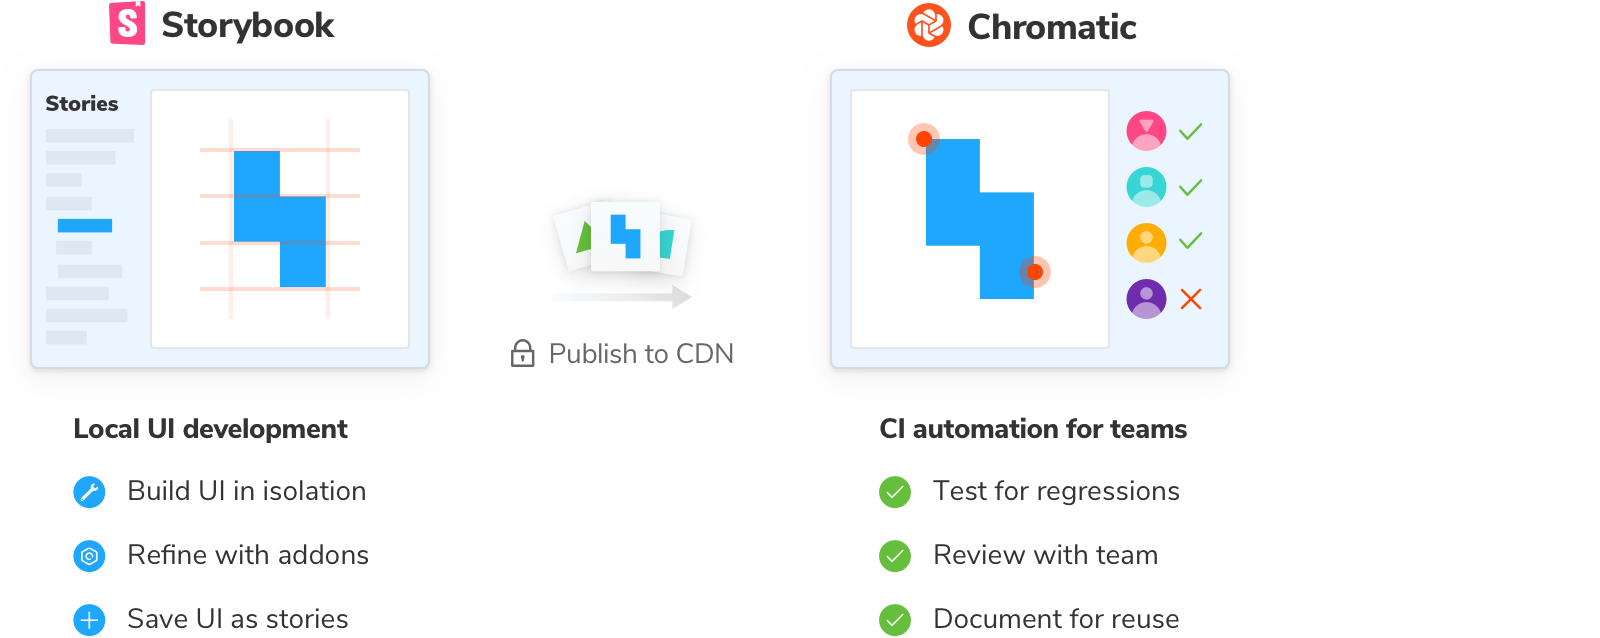 Storybook
Stories
Local UI development
Build UI in isolation
Refine with addons
Save UI as stories
Publish to CDN
Chromatic
CI automation for teams
Test for regressions
Review with team
Document for reuse